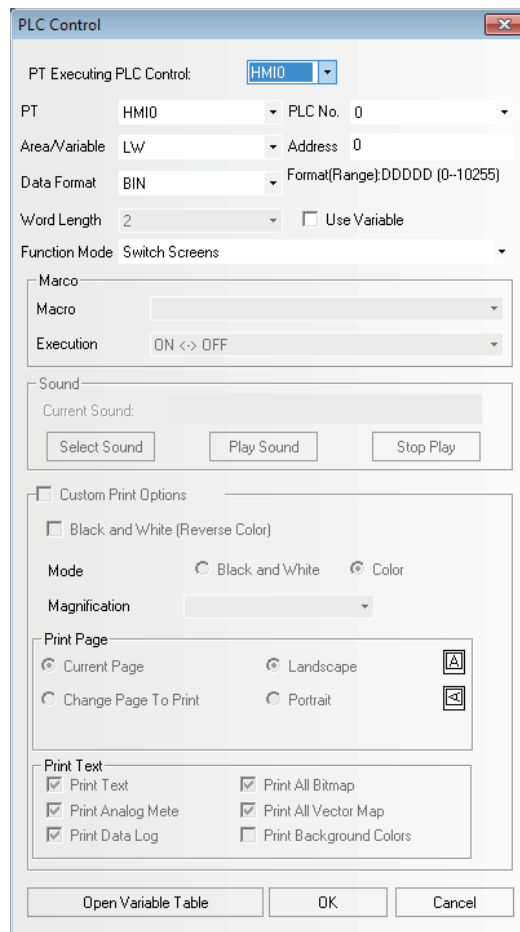 PLC Control
PT Executing PLC Control: HMI0
PT HMI0 PLC No. 0
Area/Variable LW Address 0
Data Format BIN Format(Range):DDDDD (0--10255)
Word Length 2 Use Variable
Function Mode Switch Screens
Marco
Macro
Execution ON <-> OFF
Sound
Current Sound:
Select Sound Play Sound Stop Play
Custom Print Options
Black and White (Reverse Color)
Mode Black and White Color
Magnification
Print Page
Current Page Landscape A
Change Page To Print Portrait A
Print Text
Print Text Print All Bitmap
Print Analog Mete Print All Vector Map
Print Data Log Print Background Colors
Open Variable Table OK Cancel